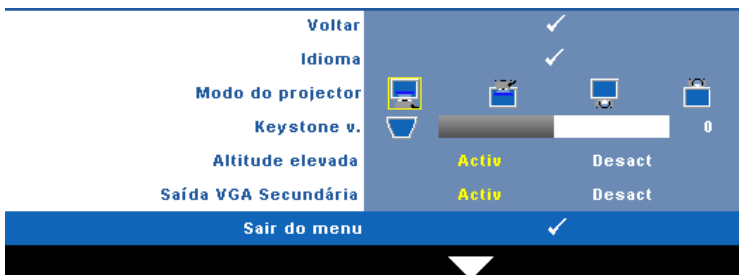 Voltar
Idioma
Modo do projector
Keystone v. 0
Altitude elevada Activ Desact
Saída VGA Secundária Activ Desact
Sair do menu